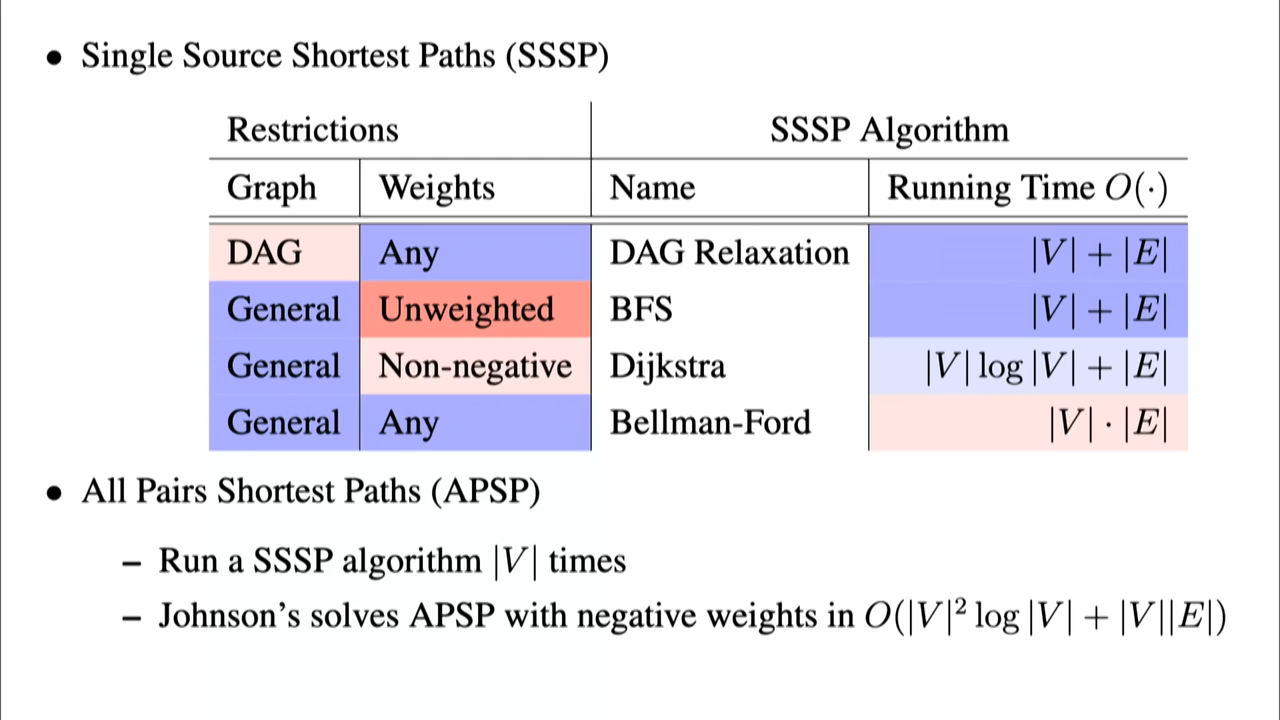 • Single Source Shortest Paths (SSSP)
Restrictions SSSP Algorithm
Graph Weights Name Running Time O(·)
DAG Any DAG Relaxation |V| + |E|
General Unweighted BFS |V| + |E|
General Non-negative Dijkstra |V| log |V| + |E|
General Any Bellman-Ford |V| · |E|
• All Pairs Shortest Paths (APSP)
– Run a SSSP algorithm |V| times
– Johnson's solves APSP with negative weights in O(|V|² log |V| + |V||E|)